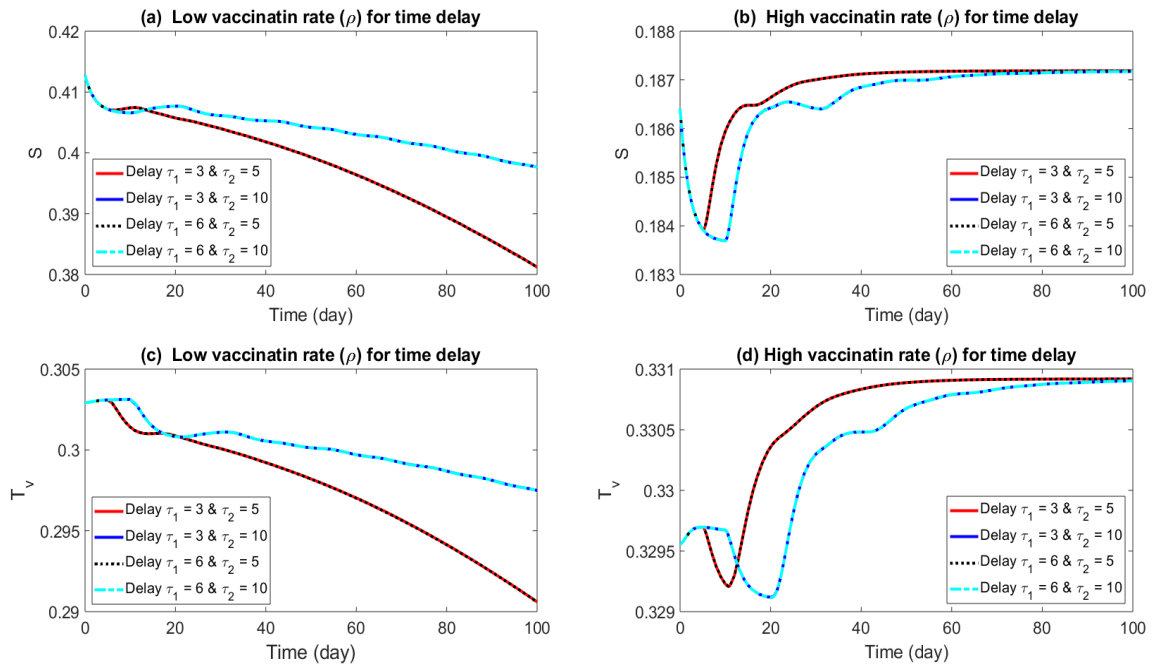 (a) Low vaccinatin rate (ρ) for time delay
0.42
0.41
0.4
0.39
0.38
S
0 20 40 60 80 100
Time (day)
Delay τ1 = 3 & τ2 = 5
Delay τ1 = 3 & τ2 = 10
Delay τ1 = 6 & τ2 = 5
Delay τ1 = 6 & τ2 = 10
(b) High vaccinatin rate (ρ) for time delay
0.188
0.187
0.186
0.185
0.184
0.183
S
0 20 40 60 80 100
Time (day)
Delay τ1 = 3 & τ2 = 5
Delay τ1 = 3 & τ2 = 10
Delay τ1 = 6 & τ2 = 5
Delay τ1 = 6 & τ2 = 10
(c) Low vaccinatin rate (ρ) for time delay
0.305
0.3
0.295
0.29
Tv
0 20 40 60 80 100
Time (day)
Delay τ1 = 3 & τ2 = 5
Delay τ1 = 3 & τ2 = 10
Delay τ1 = 6 & τ2 = 5
Delay τ1 = 6 & τ2 = 10
(d) High vaccinatin rate (ρ) for time delay
0.331
0.3305
0.33
0.3295
0.329
Tv
0 20 40 60 80 100
Time (day)
Delay τ1 = 3 & τ2 = 5
Delay τ1 = 3 & τ2 = 10
Delay τ1 = 6 & τ2 = 5
Delay τ1 = 6 & τ2 = 10